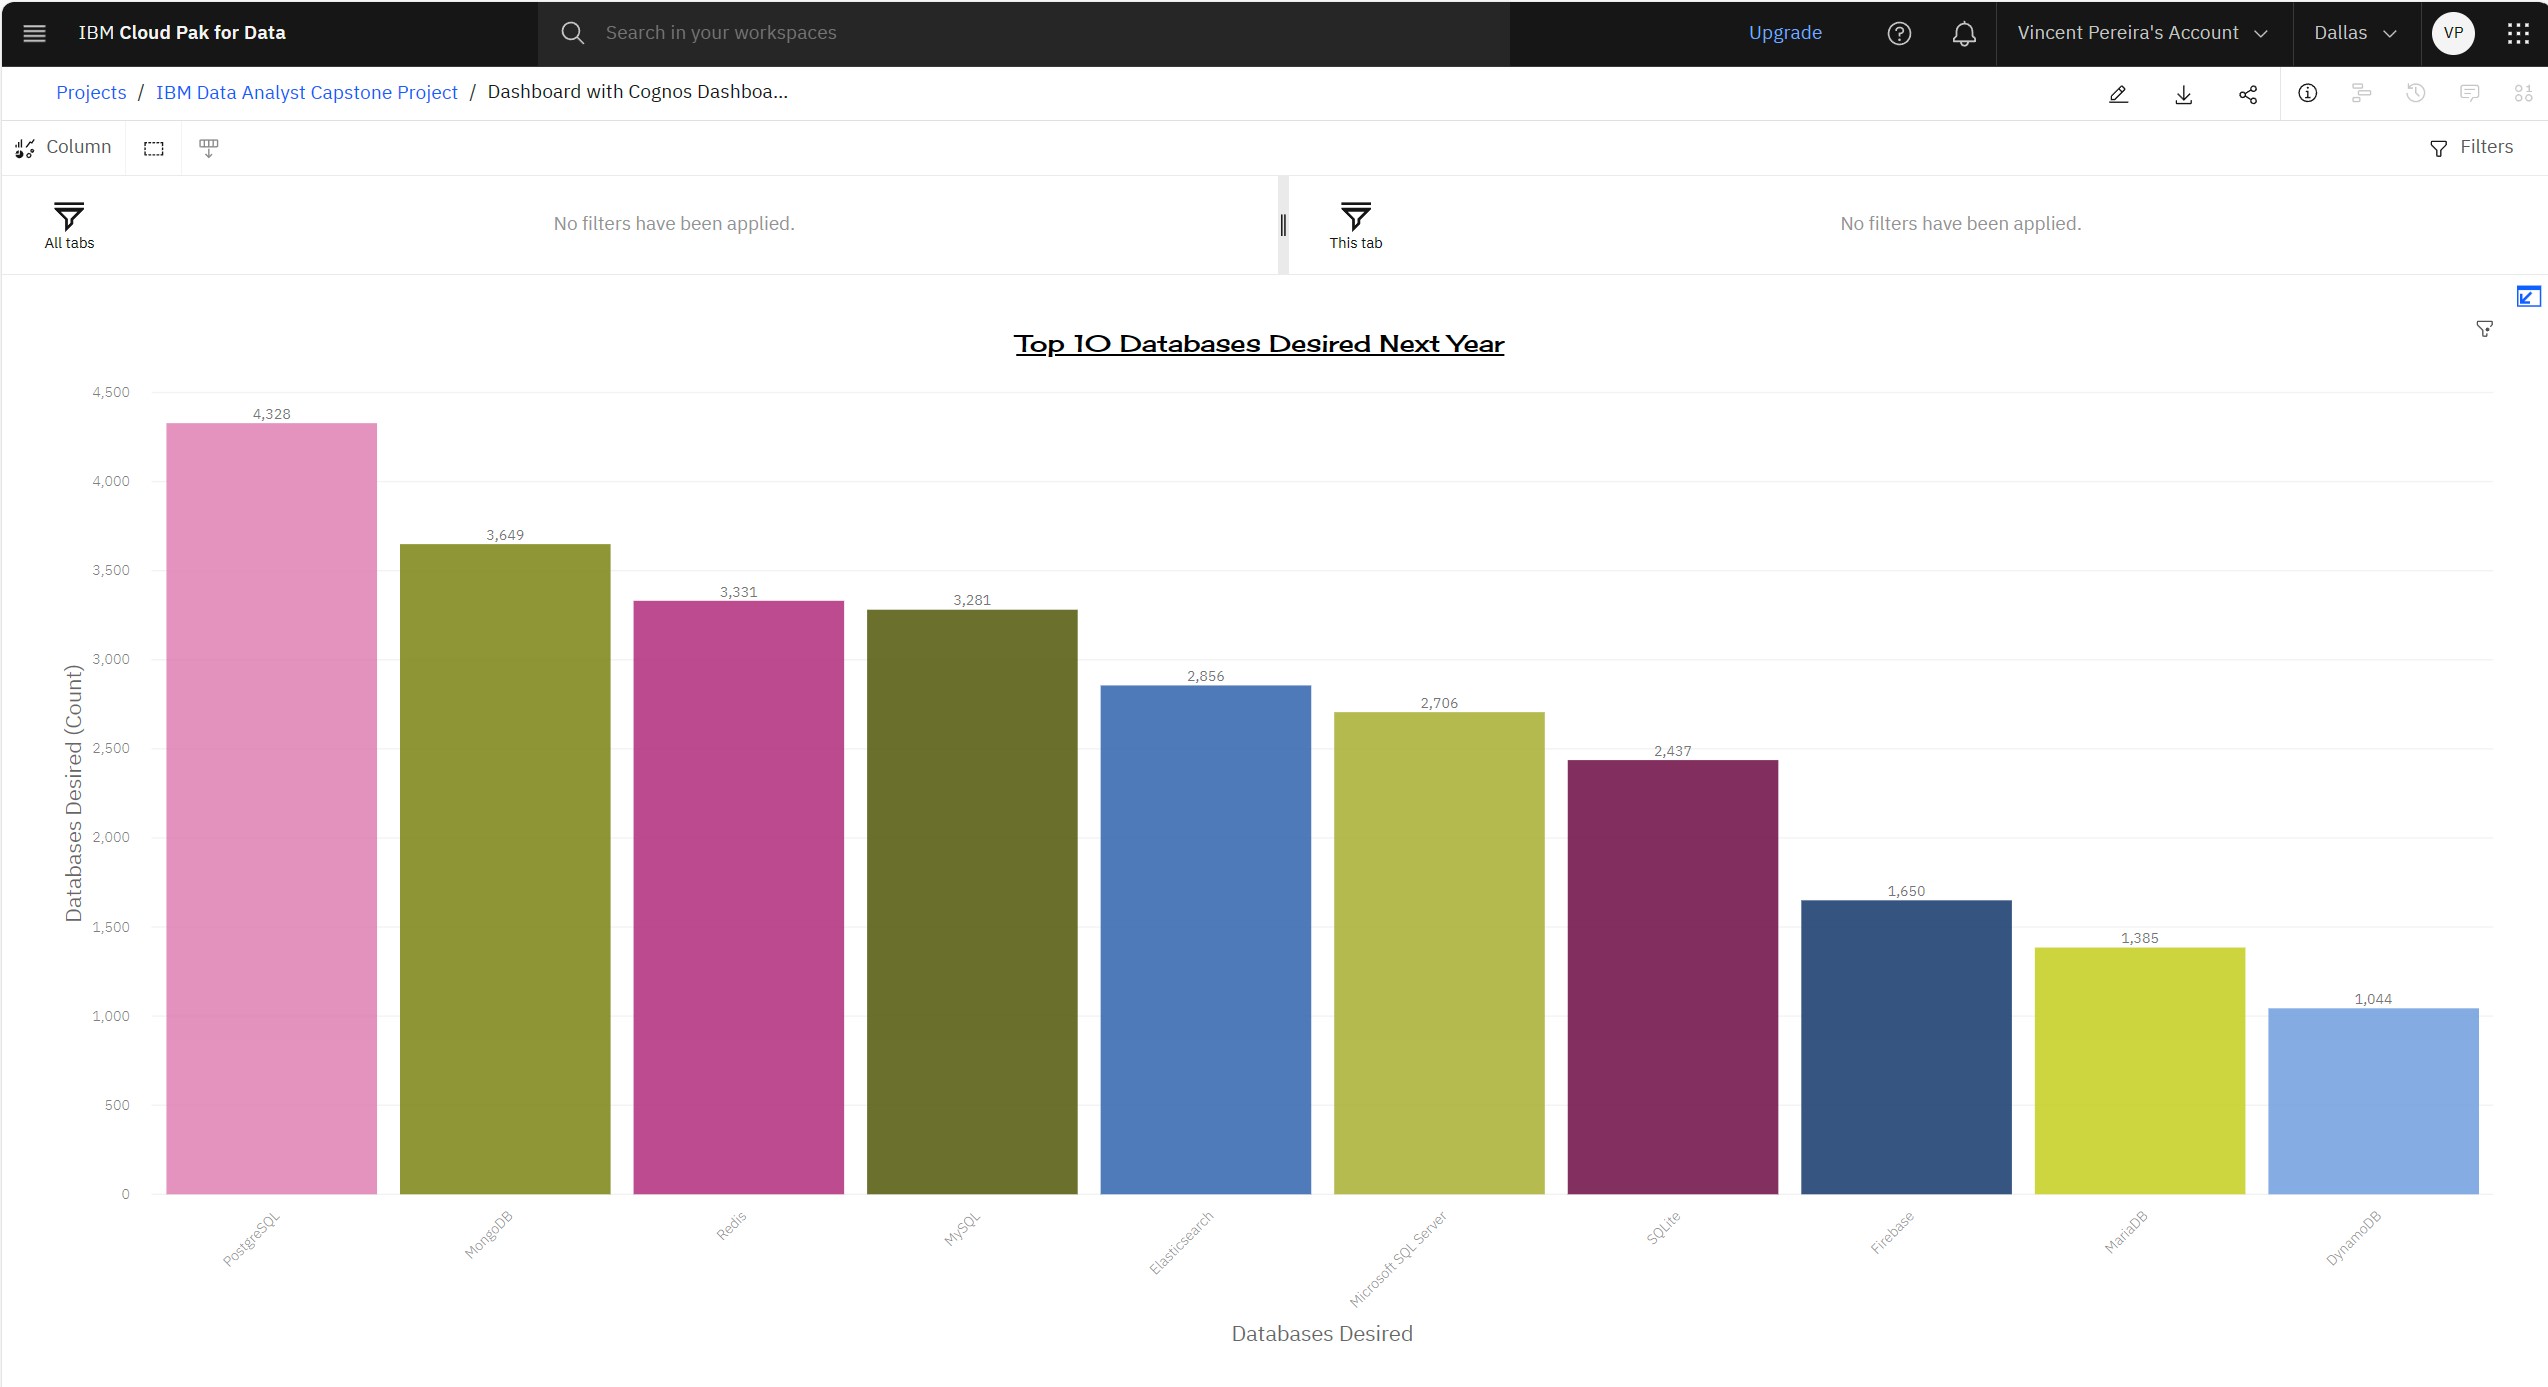 IBM Cloud Pak for Data
Search in your workspaces
Upgrade
Vincent Pereira's Account
Dallas
VP
Projects / IBM Data Analyst Capstone Project / Dashboard with Cognos Dashboa...
Column
Filters
All tabs
No filters have been applied.
This tab
No filters have been applied.
Top 10 Databases Desired Next Year
Databases Desired (Count)
4,500
4,000
3,500
3,000
2,500
2,000
1,500
1,000
500
0
4,328
3,649
3,331
3,281
2,856
2,706
2,437
1,650
1,385
1,044
PostgreSQL
MongoDB
Redis
MySQL
Elasticsearch
Microsoft SQL Server
SQLite
Firebase
MariaDB
DynamoDB
Databases Desired